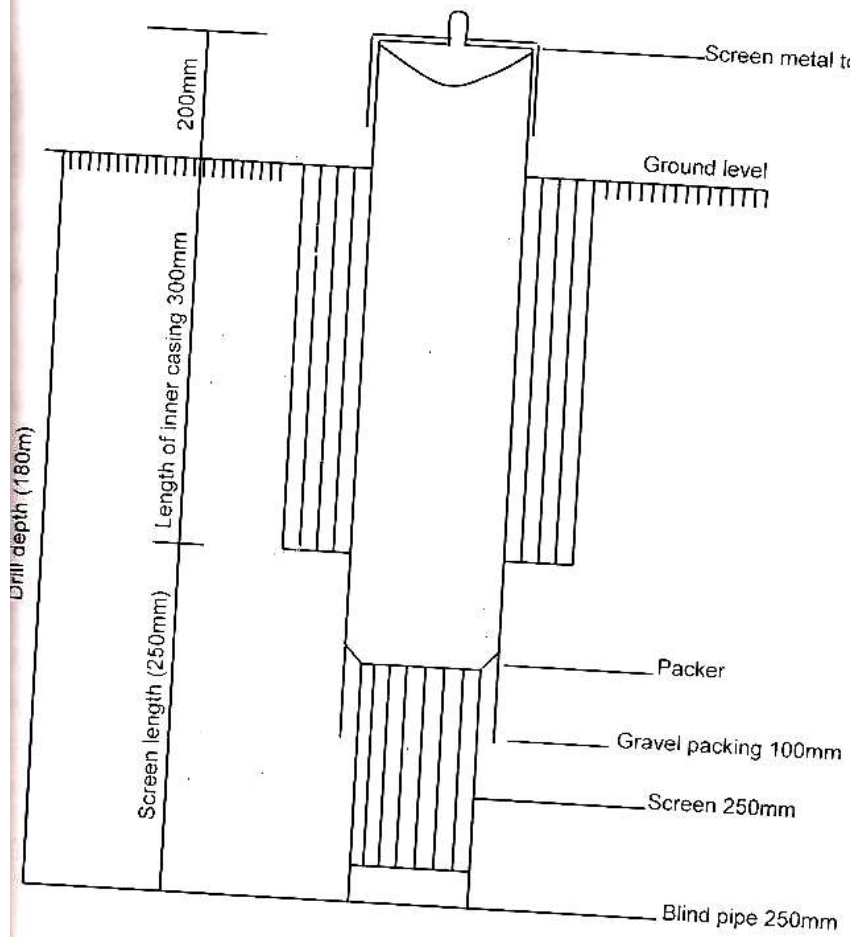 Screen metal
200mm
Ground level
Length of inner casing 300mm
Drill depth (180m)
Screen length (250mm)
Packer
Gravel packing 100mm
Screen 250mm
Blind pipe 250mm